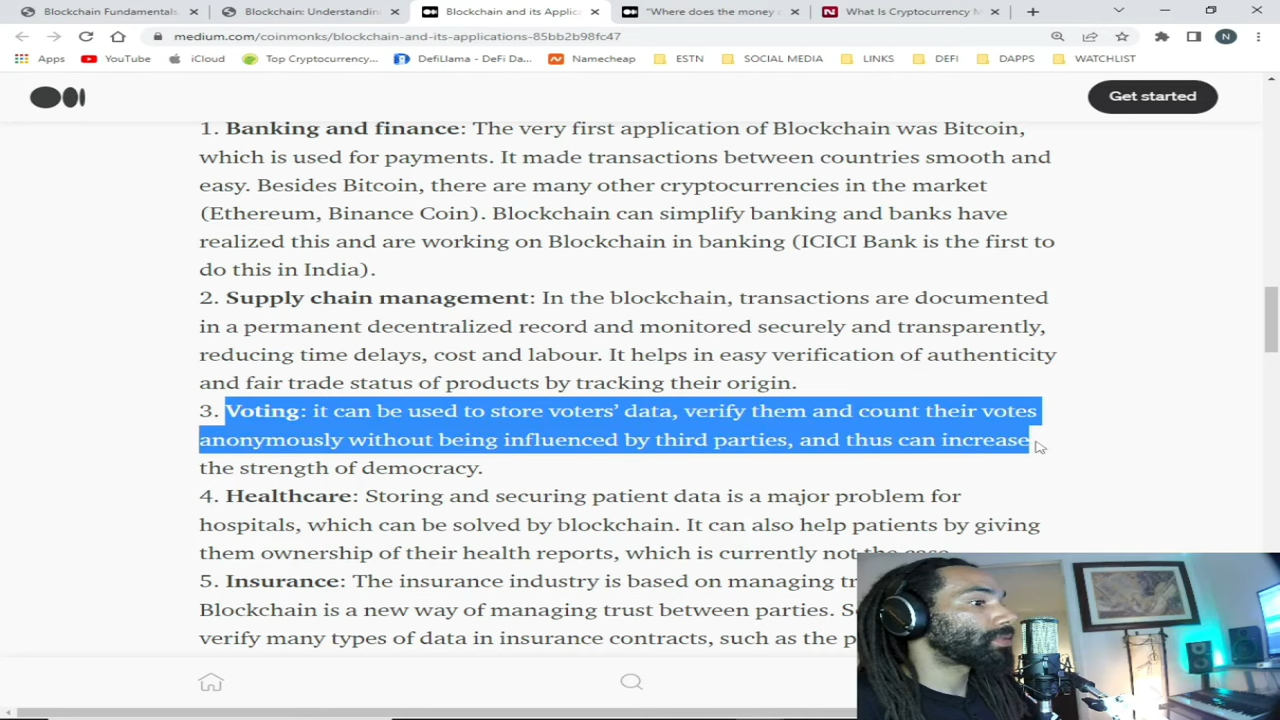 Blockchain Fundamentals
Blockchain: Understandin
Blockchain and its Applica
"Where does the money
What Is Cryptocurrency
medium.com/coinmonks/blockchain-and-its-applications-85bb2b98fc47
N
Apps
YouTube
iCloud
Top Cryptocurrency...
DefiLlama - DeFi Da...
Namecheap
ESTN
SOCIAL MEDIA
LINKS
DEFI
DAPPS
WATCHLIST
Get started
1. Banking and finance: The very first application of Blockchain was Bitcoin,
which is used for payments. It made transactions between countries smooth and
easy. Besides Bitcoin, there are many other cryptocurrencies in the market
(Ethereum, Binance Coin). Blockchain can simplify banking and banks have
realized this and are working on Blockchain in banking (ICICI Bank is the first to
do this in India).
2. Supply chain management: In the blockchain, transactions are documented
in a permanent decentralized record and monitored securely and transparently,
reducing time delays, cost and labour. It helps in easy verification of authenticity
and fair trade status of products by tracking their origin.
3. Voting: it can be used to store voters’ data, verify them and count their votes
anonymously without being influenced by third parties, and thus can increase
the strength of democracy.
4. Healthcare: Storing and securing patient data is a major problem for
hospitals, which can be solved by blockchain. It can also help patients by giving
them ownership of their health reports, which is currently not the case.
5. Insurance: The insurance industry is based on managing
Blockchain is a new way of managing trust between parties.
verify many types of data in insurance contracts, such as the